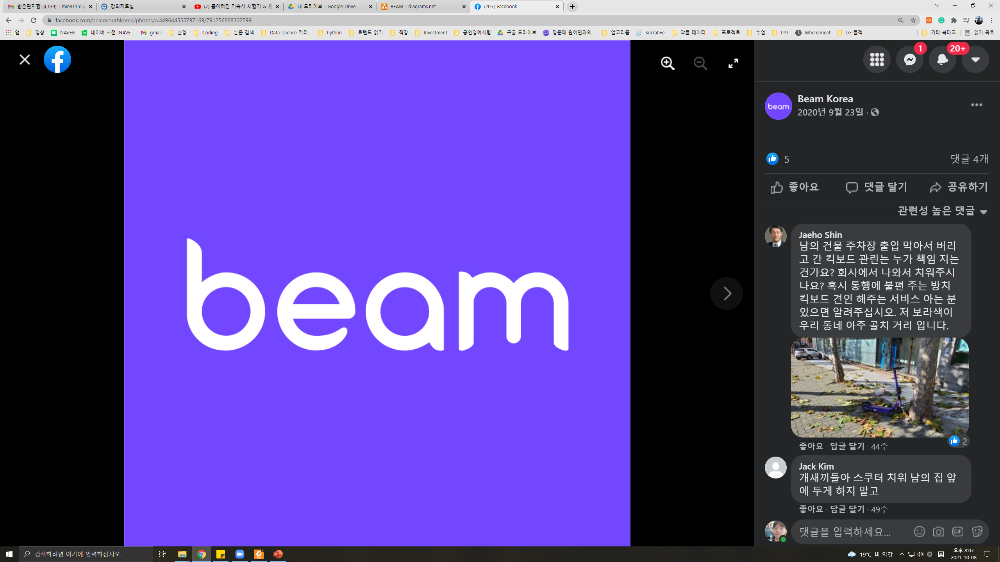 받은편지함 (4,139) - min91155@
강의자료실
(7) 좁아터진 기숙사 체험기 & 동
내 드라이브 - Google Drive
BEAM - diagrams.net
(20+) Facebook
facebook.com/beamsouthkorea/photos/a.449644555797169/791256888302599
앱
영상
NAVER
네이버 사전 (NAVE...
gmail
한양
Coding
논문 검색
Data science 커리...
Python
트렌드 읽기
직장
Investment
공인영어시험
구글 드라이브
명문대 원어민과의...
알고리즘
Socrative
악플 데이터
프로젝트
수업
PPT
When2meet
LG 플젝
기타 북마크
읽기 목록
beam
1
20+
beam
Beam Korea
2020년 9월 23일 ·
5
댓글 4개
좋아요
댓글 달기
공유하기
관련성 높은 댓글
Jaeho Shin
남의 건물 주차장 출입 막아서 버리
고 간 킥보드 관린는 누가 책임 지는
건가요? 회사에서 나와서 치워주시
나요? 혹시 통행에 불편 주는 방치
킥보드 견인 해주는 서비스 아는 분
있으면 알려주십시오. 저 보라색이
우리 동네 아주 골치 거리 입니다.
2
좋아요 · 답글 달기 · 44주
Jack Kim
개새끼들아 스쿠터 치워 남의 집 앞
에 두게 하지 말고
좋아요 · 답글 달기 · 49주
댓글을 입력하세요...
GIF
검색하려면 여기에 입력하십시오.
19°C 비 약간
한
오후 8:07
2021-10-08